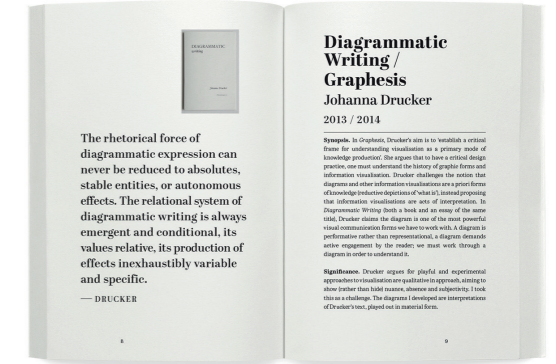 DIAGRAMMATIC
writing
The rhetorical force of
diagrammatic expression can
never be reduced to absolutes,
stable entities, or autonomous
effects. The relational system of
diagrammatic writing is always
emergent and conditional, its
values relative, its production of
effects inexhaustibly variable
and specific.
— DRUCKER
8
Diagrammatic
Writing /
Graphesis
Johanna Drucker
2013 / 2014
Synopsis. In Graphesis, Drucker's aim is to 'establish a critical
frame for understanding visualisation as a primary mode of
knowledge production'. She argues that to have a critical design
practice, one must understand the history of graphic forms and
information visualisation. Drucker challenges the notion that
diagrams and other information visualisations are a priori forms
of knowledge (reductive depictions of 'what is'), instead proposing
that information visualisations are acts of interpretation. In
Diagrammatic Writing (both a book and an essay of the same
title), Drucker claims the diagram is one of the most powerful
visual communication forms we have to work with. A diagram is
performative rather than representational, a diagram demands
active engagement by the reader; we must work through a
diagram in order to understand it.
Significance. Drucker argues for playful and experimental
approaches to visualisation are qualitative in approach, aiming to
show (rather than hide) nuance, absence and subjectivity. I took
this as a challenge. The diagrams I developed are interpretations
of Drucker's text, played out in material form.
9